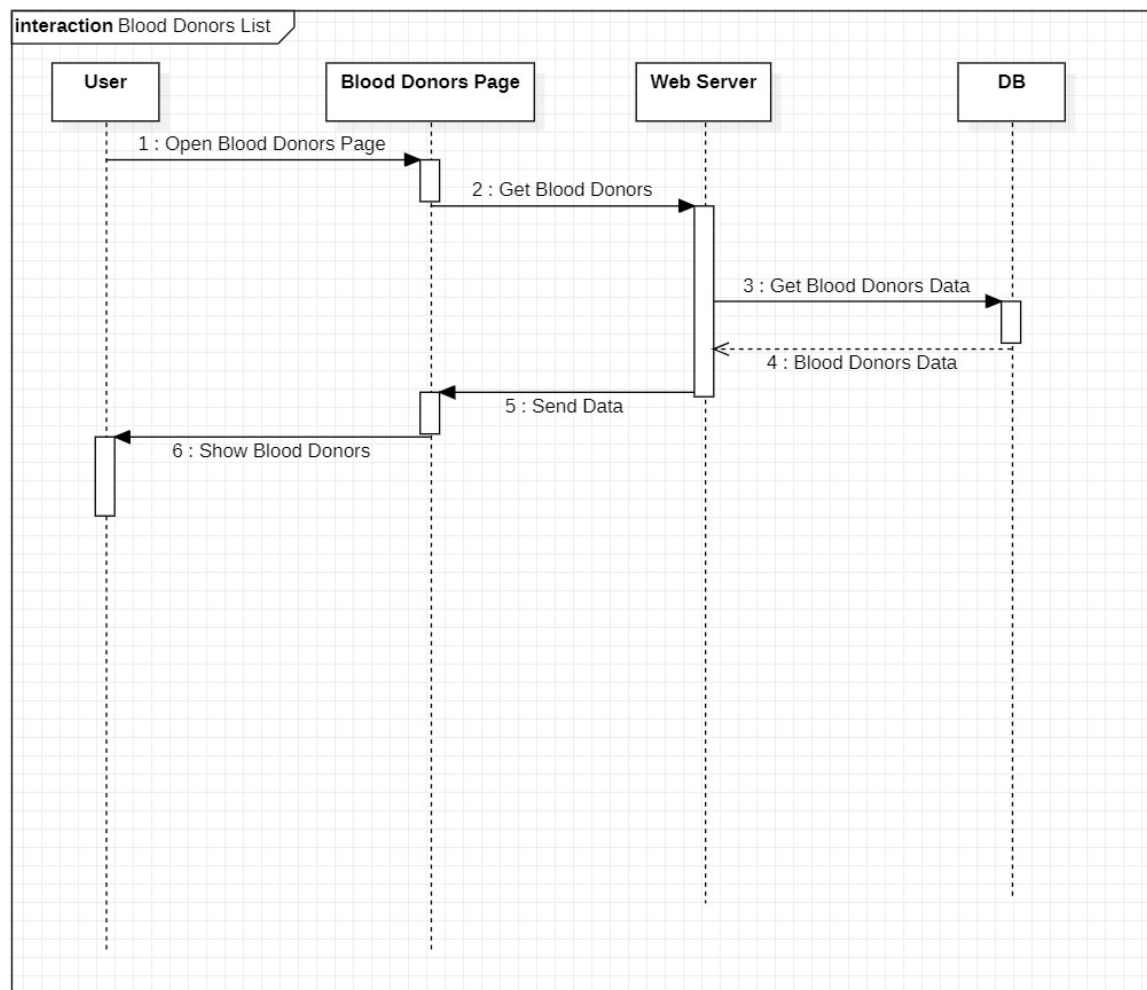 interaction Blood Donors List
User
Blood Donors Page
Web Server
DB
1 : Open Blood Donors Page
2 : Get Blood Donors
3 : Get Blood Donors Data
4 : Blood Donors Data
5 : Send Data
6 : Show Blood Donors